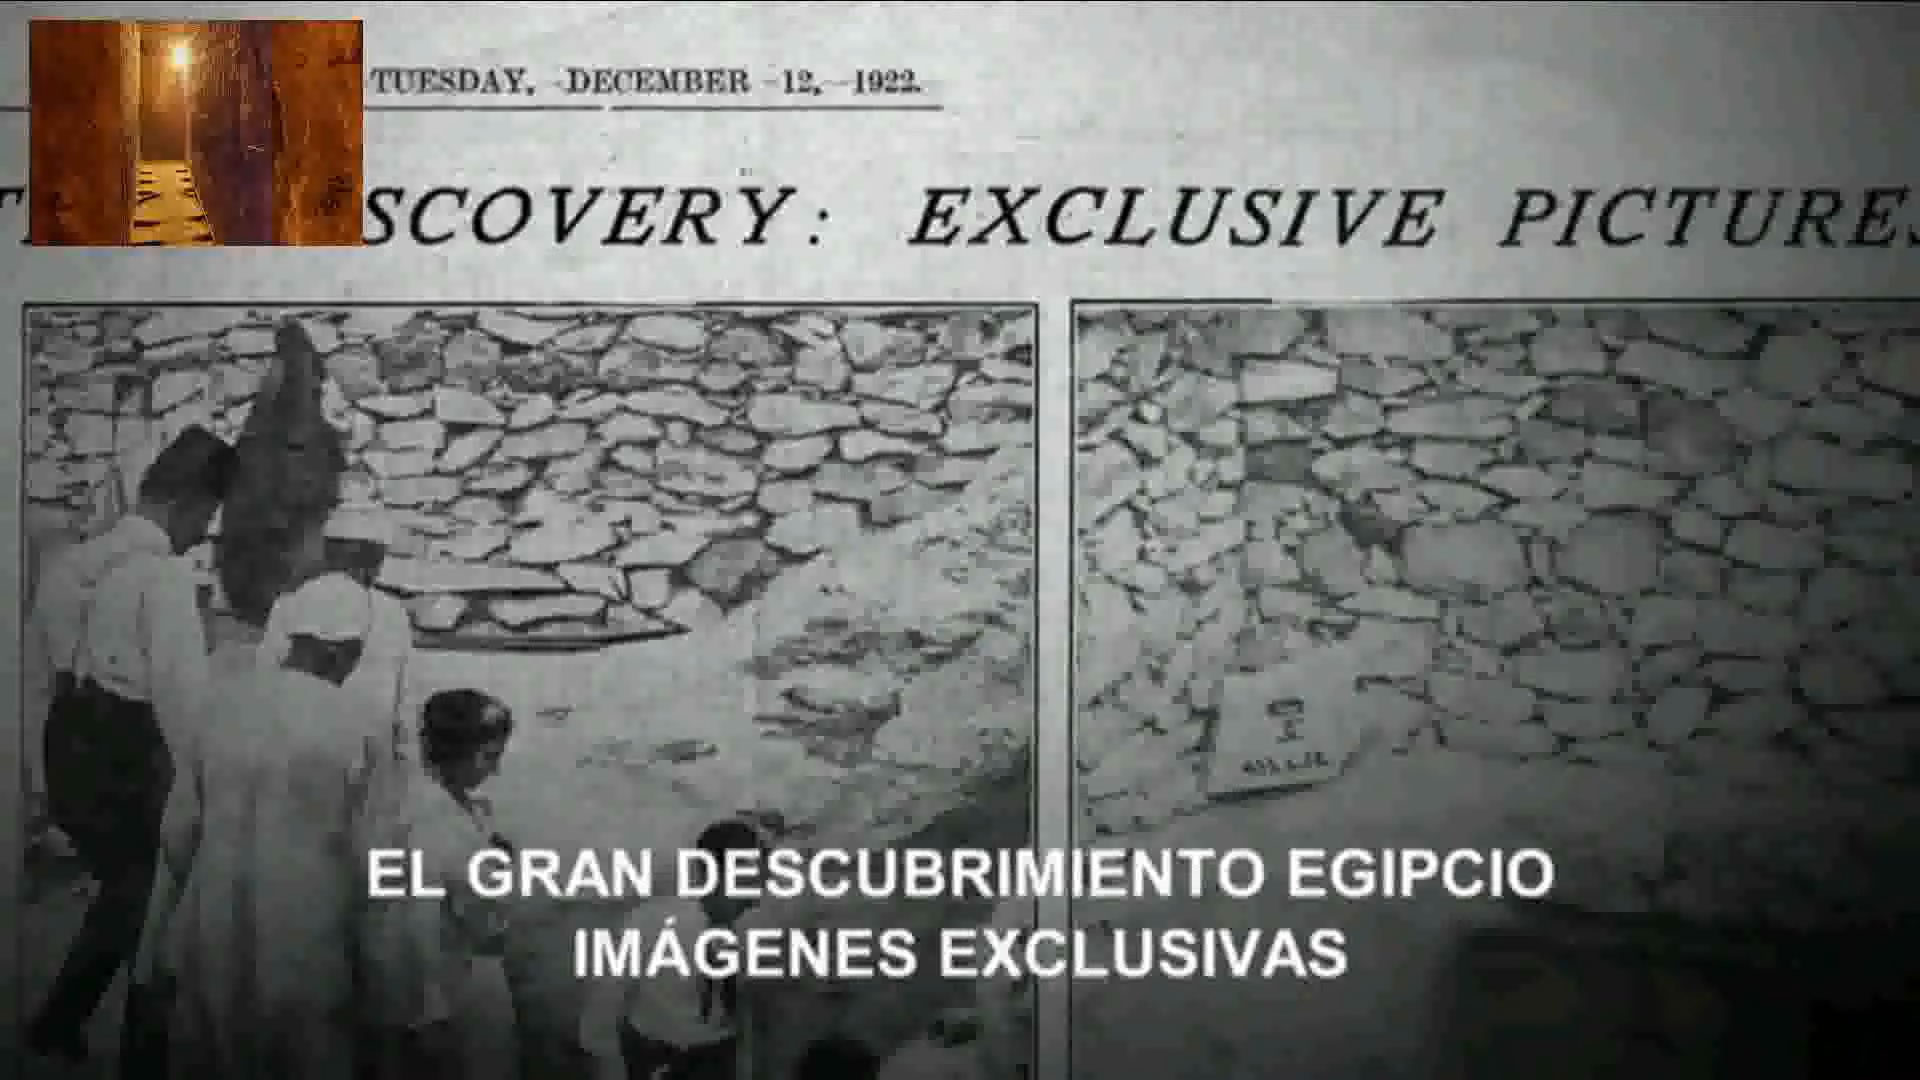 TUESDAY, DECEMBER 12, 1922.
SCOVERY: EXCLUSIVE PICTURES
EL GRAN DESCUBRIMIENTO EGIPCIO
IMÁGENES EXCLUSIVAS